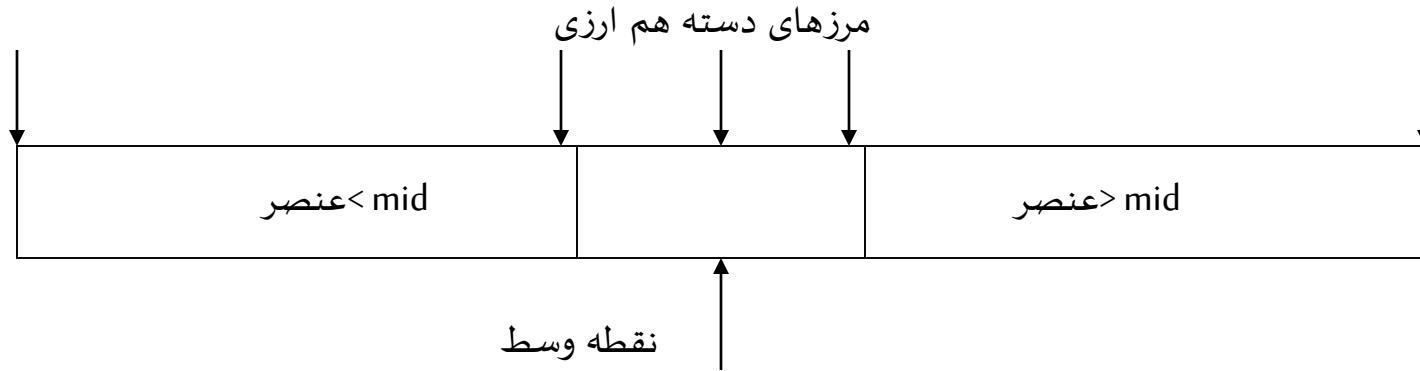 مرزهای دسته هم ارزی
عنصر< mid
عنصر> mid
نقطه وسط